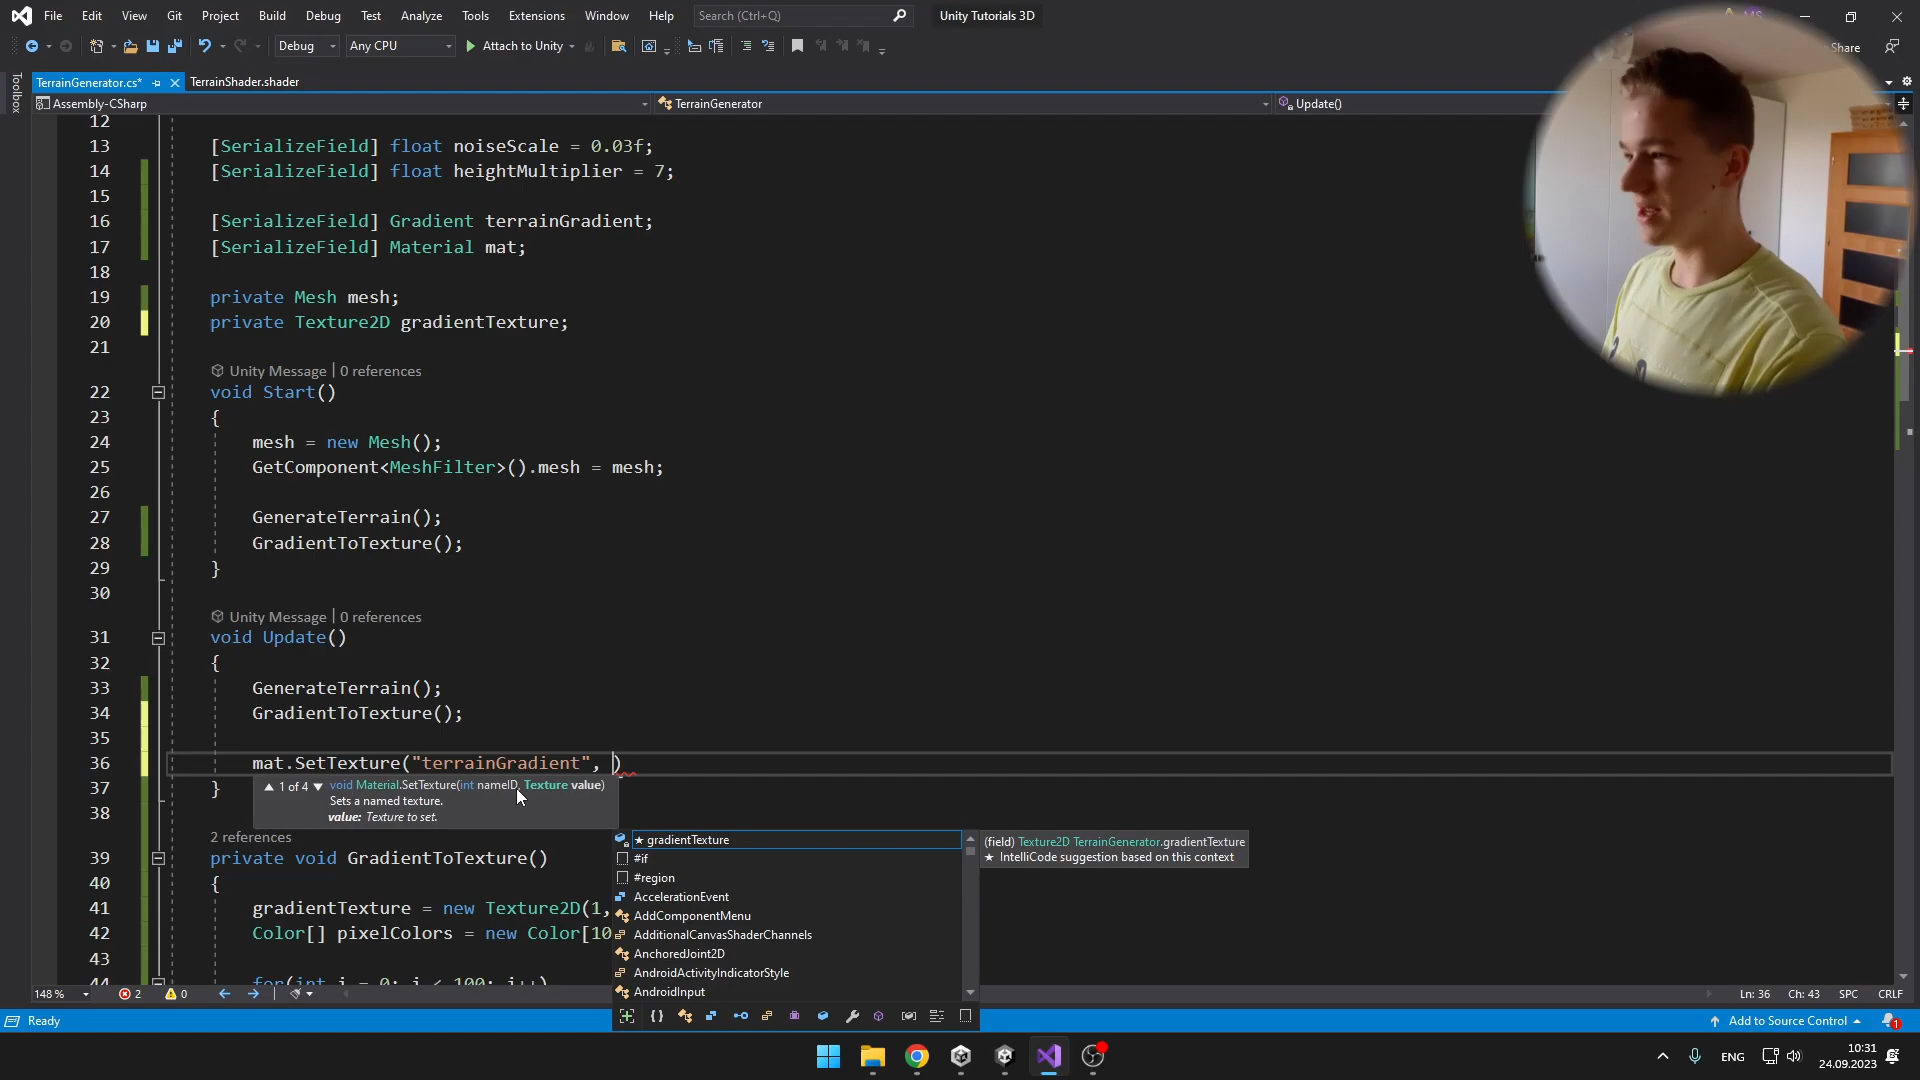 File Edit View Git Project Build Debug Test Analyze Tools Extensions Window Help Search (Ctrl+Q) Unity Tutorials 3D
Debug Any CPU Attach to Unity Share
TerrainGenerator.cs* TerrainShader.shader
Toolbox
Assembly-CSharp TerrainGenerator Update()
12
13 [SerializeField] float noiseScale = 0.03f;
14 [SerializeField] float heightMultiplier = 7;
15
16 [SerializeField] Gradient terrainGradient;
17 [SerializeField] Material mat;
18
19 private Mesh mesh;
20 private Texture2D gradientTexture;
21
Unity Message | 0 references
22 void Start()
23 {
24 mesh = new Mesh();
25 GetComponent<MeshFilter>().mesh = mesh;
26
27 GenerateTerrain();
28 GradientToTexture();
29 }
30
Unity Message | 0 references
31 void Update()
32 {
33 GenerateTerrain();
34 GradientToTexture();
35
36 mat.SetTexture("terrainGradient", )
37 }
1 of 4 void Material.SetTexture(int nameID, Texture value)
Sets a named texture.
value: Texture to set.
38
2 references
39 private void GradientToTexture()
40 {
41 gradientTexture = new Texture2D(1,
42 Color[] pixelColors = new Color[10
43
44 for(int i = 0; i < 100; i++)
★ gradientTexture
#if
#region
AccelerationEvent
AddComponentMenu
AdditionalCanvasShaderChannels
AnchoredJoint2D
AndroidActivityIndicatorStyle
AndroidInput
(field) Texture2D TerrainGenerator.gradientTexture
★ IntelliCode suggestion based on this context
148 % 2 0 Ln: 36 Ch: 43 SPC CRLF
Ready Add to Source Control 1
ENG 10:31
24.09.2023